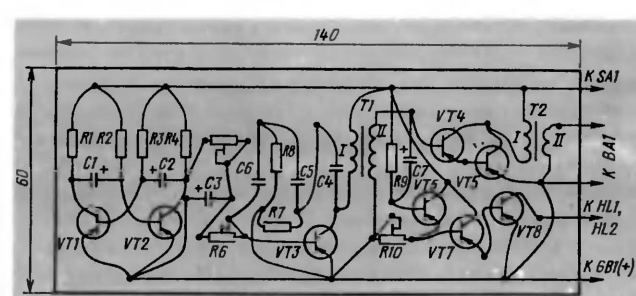 140
60
R1 R2 R3 R4
C1 + C2 + C3
C6 R8 C5 C4 I T1 II
R9 + C7
VT4
I T2 II
VT6 VT5
R7
VT1 VT2 R6 VT3 R10 VT7 VT8
К SA1
К BA1
К HL1,
HL2
К GB1(+)